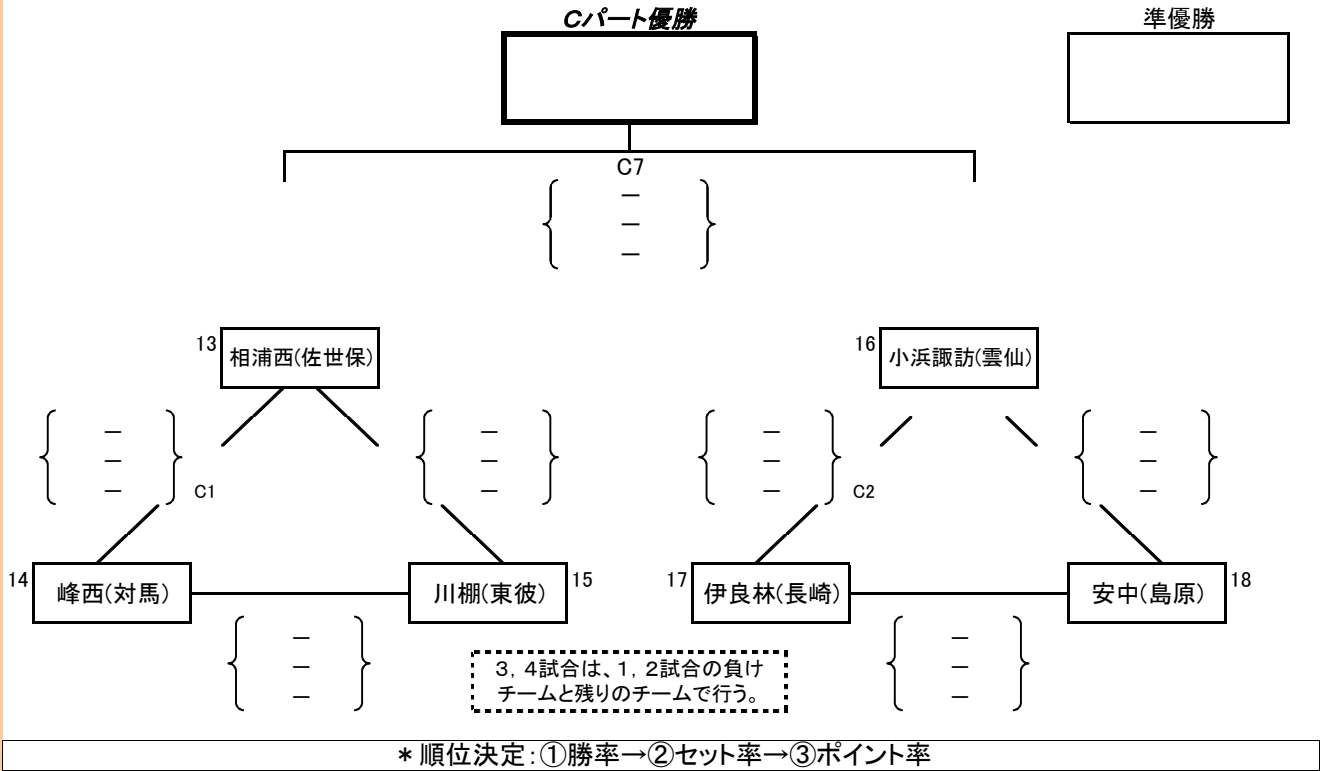 Cパート優勝
準優勝
C7
－
－
－
13
相浦西(佐世保)
16
小浜諏訪(雲仙)
－ － － －
－ － － －
－ － － －
C1
C2
14
峰西(対馬)
川棚(東彼)
15
17
伊良林(長崎)
安中(島原)
18
－ －
－ －
－ －
３，４試合は、１，２試合の負け
チームと残りのチームで行う。
＊順位決定：①勝率→②セット率→③ポイント率